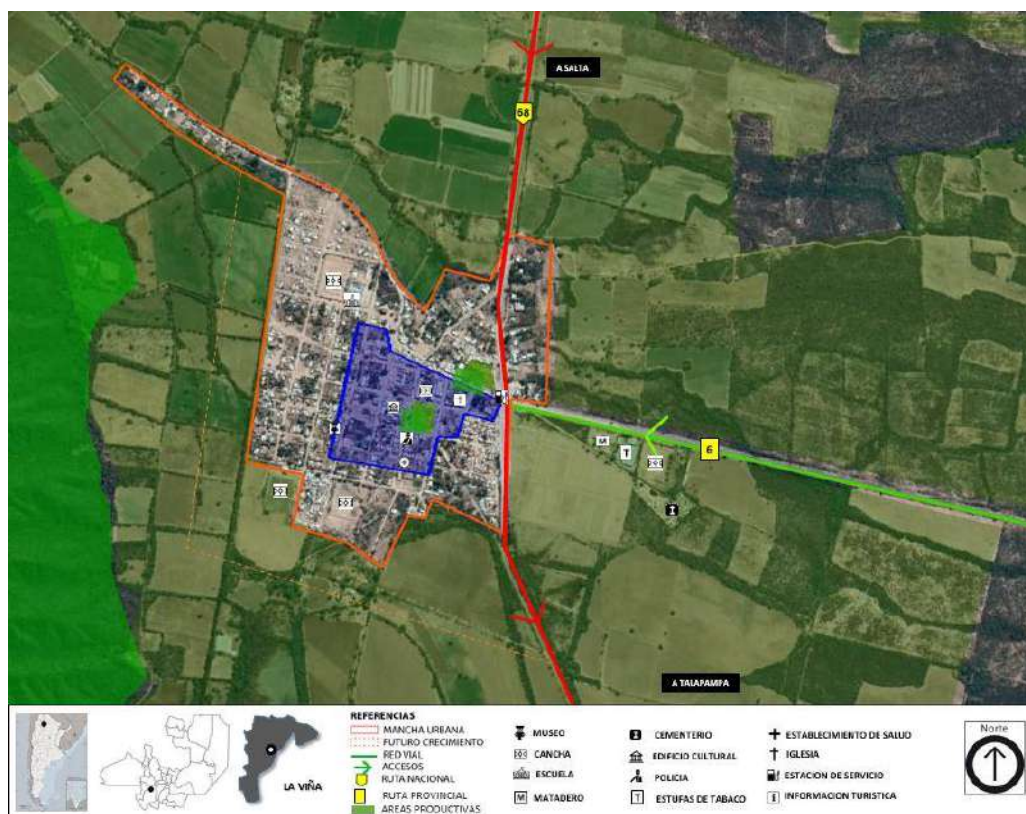 A SALTA
68
6
A TALAPAMPA
LA VIÑA
REFERENCIAS
MANCHA URBANA
FUTURO CRECIMIENTO
RED VIAL
ACCESOS
RUTA NACIONAL
RUTA PROVINCIAL
AREAS PRODUCTIVAS
MUSEO
CANCHA
ESCUELA
M MATADERO
CEMENTERIO
EDIFICIO CULTURAL
POLICIA
T ESTUFAS DE TABACO
ESTABLECIMIENTO DE SALUD
IGLESIA
ESTACION DE SERVICIO
i INFORMACION TURISTICA
Norte